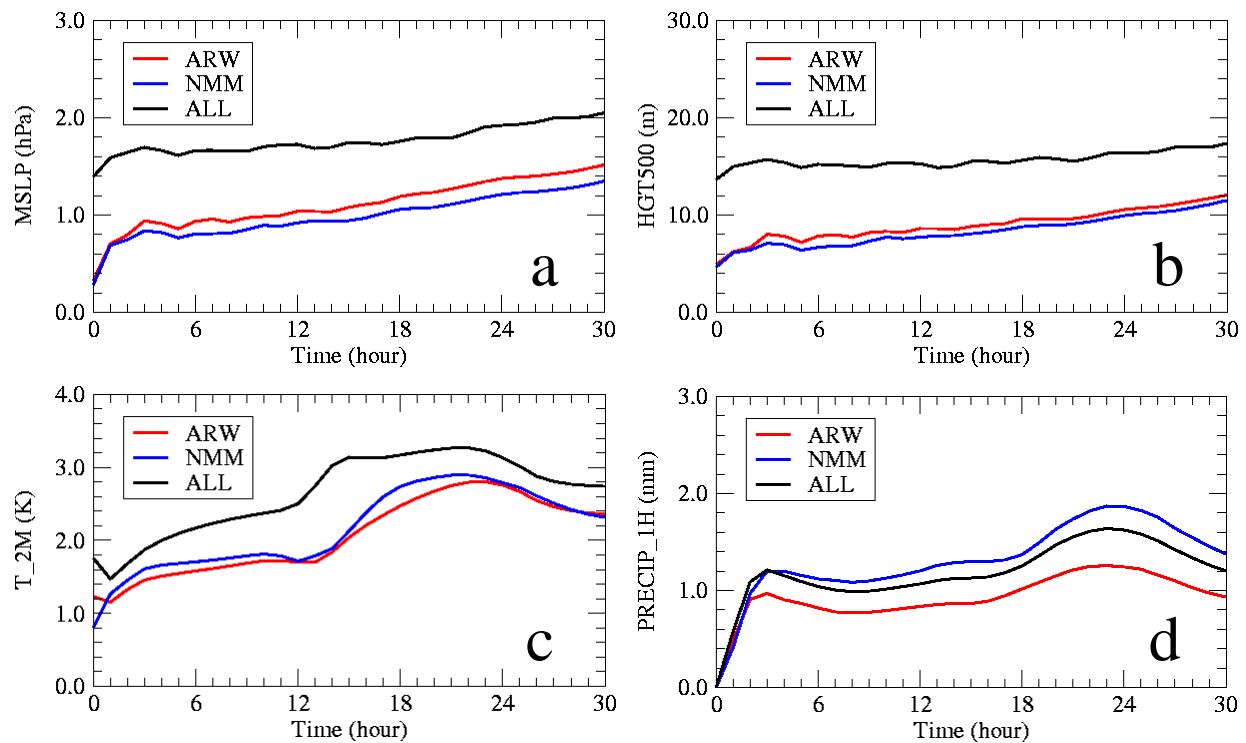 3.0
2.0
1.0
0.0
MSLP (hPa)
ARW
NMM
ALL
a
0 6 12 18 24 30
Time (hour)
30.0
20.0
10.0
0.0
HGT500 (m)
ARW
NMM
ALL
b
0 6 12 18 24 30
Time (hour)
4.0
3.0
2.0
1.0
0.0
T_2M (K)
ARW
NMM
ALL
c
0 6 12 18 24 30
Time (hour)
3.0
2.0
1.0
0.0
PRECIP_1H (mm)
ARW
NMM
ALL
d
0 6 12 18 24 30
Time (hour)